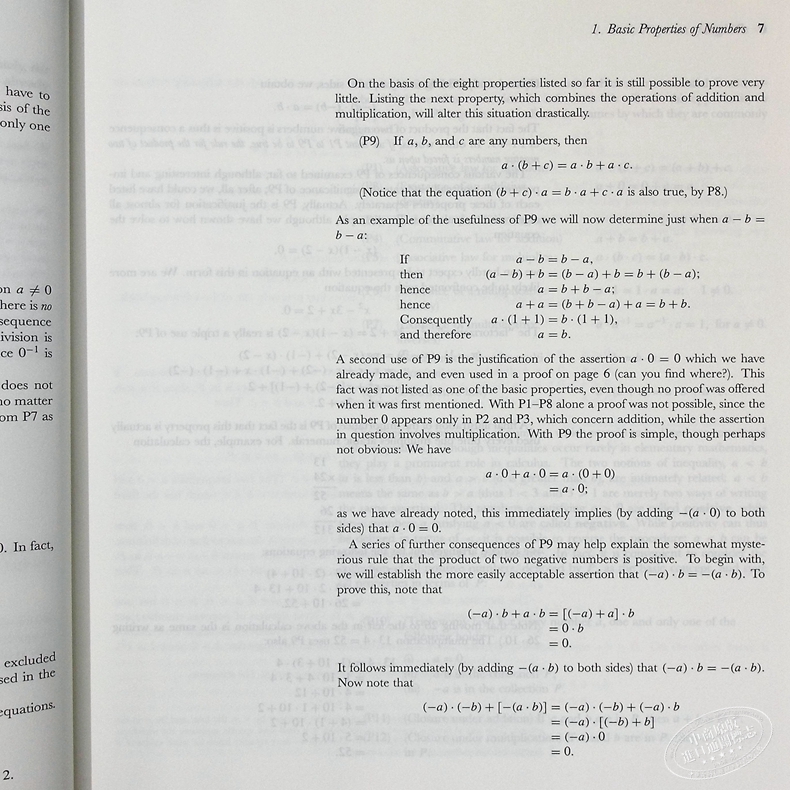 have to
sis of the
only one
on a ≠ 0
here is no
sequence
ivision is
ce 0⁻¹ is
does not
no matter
om P7 as
). In fact,
excluded
sed in the
equations.
2.
1. Basic Properties of Numbers 7
On the basis of the eight properties listed so far it is still possible to prove very
little. Listing the next property, which combines the operations of addition and
multiplication, will alter this situation drastically.
(P9) If a, b, and c are any numbers, then
a · (b + c) = a · b + a · c.
(Notice that the equation (b + c) · a = b · a + c · a is also true, by P8.)
As an example of the usefulness of P9 we will now determine just when a − b =
b − a:
If a − b = b − a,
then (a − b) + b = (b − a) + b = b + (b − a);
hence a = b + b − a;
hence a + a = (b + b − a) + a = b + b.
Consequently a · (1 + 1) = b · (1 + 1),
and therefore a = b.
A second use of P9 is the justification of the assertion a · 0 = 0 which we have
already made, and even used in a proof on page 6 (can you find where?). This
fact was not listed as one of the basic properties, even though no proof was offered
when it was first mentioned. With P1–P8 alone a proof was not possible, since the
number 0 appears only in P2 and P3, which concern addition, while the assertion
in question involves multiplication. With P9 the proof is simple, though perhaps
not obvious: We have
a · 0 + a · 0 = a · (0 + 0)
= a · 0;
as we have already noted, this immediately implies (by adding −(a · 0) to both
sides) that a · 0 = 0.
A series of further consequences of P9 may help explain the somewhat myste-
rious rule that the product of two negative numbers is positive. To begin with,
we will establish the more easily acceptable assertion that (−a) · b = −(a · b). To
prove this, note that
(−a) · b + a · b = [(−a) + a] · b
= 0 · b
= 0.
It follows immediately (by adding −(a · b) to both sides) that (−a) · b = −(a · b).
Now note that
(−a) · (−b) + [−(a · b)] = (−a) · (−b) + (−a) · b
= (−a) · [(−b) + b]
= (−a) · 0
= 0.